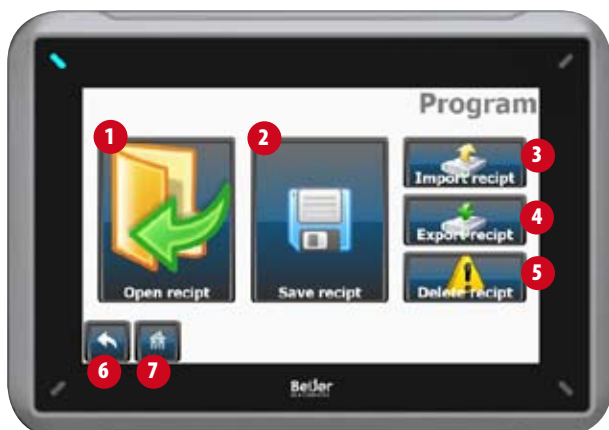 Program
1
2
3
Import recipt
4
Export recipt
5
Open recipt
Save recipt
Delete recipt
6
7
Beijer